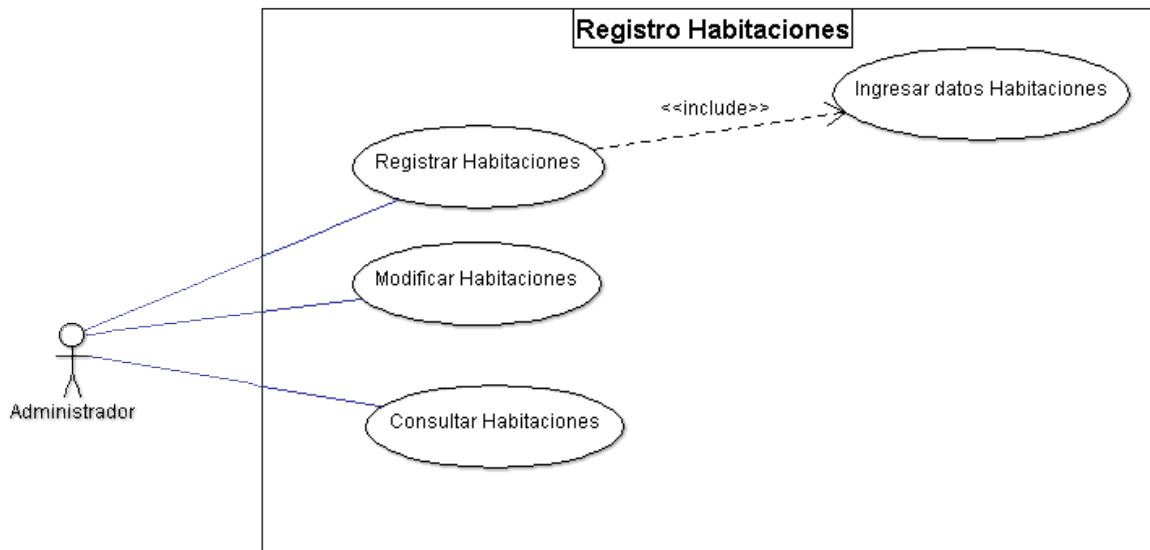 Registro Habitaciones
Ingresar datos Habitaciones
<<include>>
Registrar Habitaciones
Modificar Habitaciones
Administrador
Consultar Habitaciones